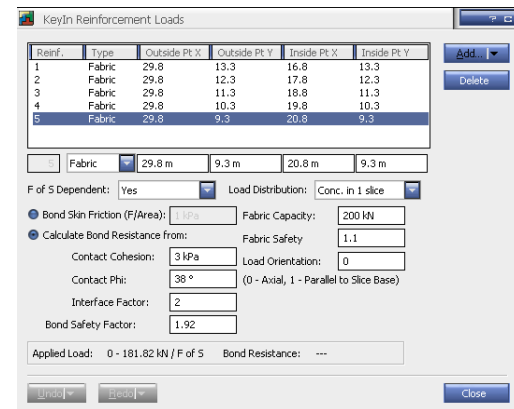 KeyIn Reinforcement Loads
Reinf. Type Outside Pt X Outside Pt Y Inside Pt X Inside Pt Y
1 Fabric 29.8 13.3 16.8 13.3
2 Fabric 29.8 12.3 17.8 12.3
3 Fabric 29.8 11.3 18.8 11.3
4 Fabric 29.8 10.3 19.8 10.3
5 Fabric 29.8 9.3 20.8 9.3
Add...
Delete
5 Fabric 29.8 m 9.3 m 20.8 m 9.3 m
F of S Dependent: Yes Load Distribution: Conc. in 1 slice
Bond Skin Friction (F/Area): 1 kPa Fabric Capacity: 200 kN
Calculate Bond Resistance from: Fabric Safety 1.1
Contact Cohesion: 3 kPa Load Orientation: 0
Contact Phi: 38 ° (0 - Axial, 1 - Parallel to Slice Base)
Interface Factor: 2
Bond Safety Factor: 1.92
Applied Load: 0 - 181.82 kN / F of S Bond Resistance: ---
Undo Redo Close